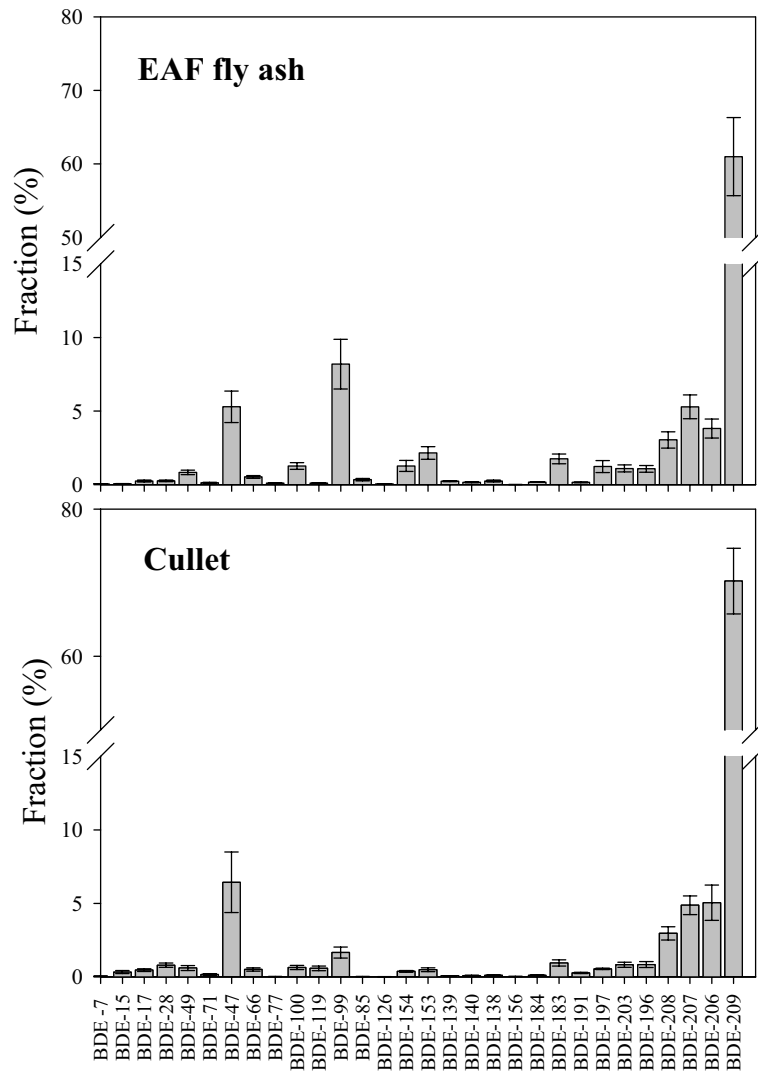 80
EAF fly ash
70
60
50
15
10
5
0
Fraction (%)
80
Cullet
60
15
10
5
0
Fraction (%)
BDE -7
BDE-15
BDE-17
BDE-28
BDE-49
BDE-71
BDE-47
BDE-66
BDE-77
BDE-100
BDE-119
BDE-99
BDE-85
BDE-126
BDE-154
BDE-153
BDE-139
BDE-140
BDE-138
BDE-156
BDE-184
BDE-183
BDE-191
BDE-197
BDE-203
BDE-196
BDE-208
BDE-207
BDE-206
BDE-209